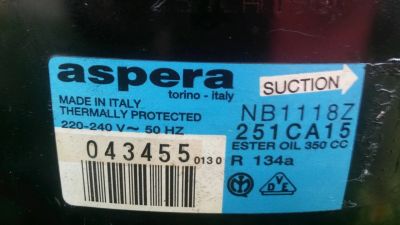 aspera
torino - italy
SUCTION
MADE IN ITALY
THERMALLY PROTECTED
220-240 V~ 50 HZ
NB1118Z
251CA15
ESTER OIL 350 CC
R 134a
043455 0130
DVE